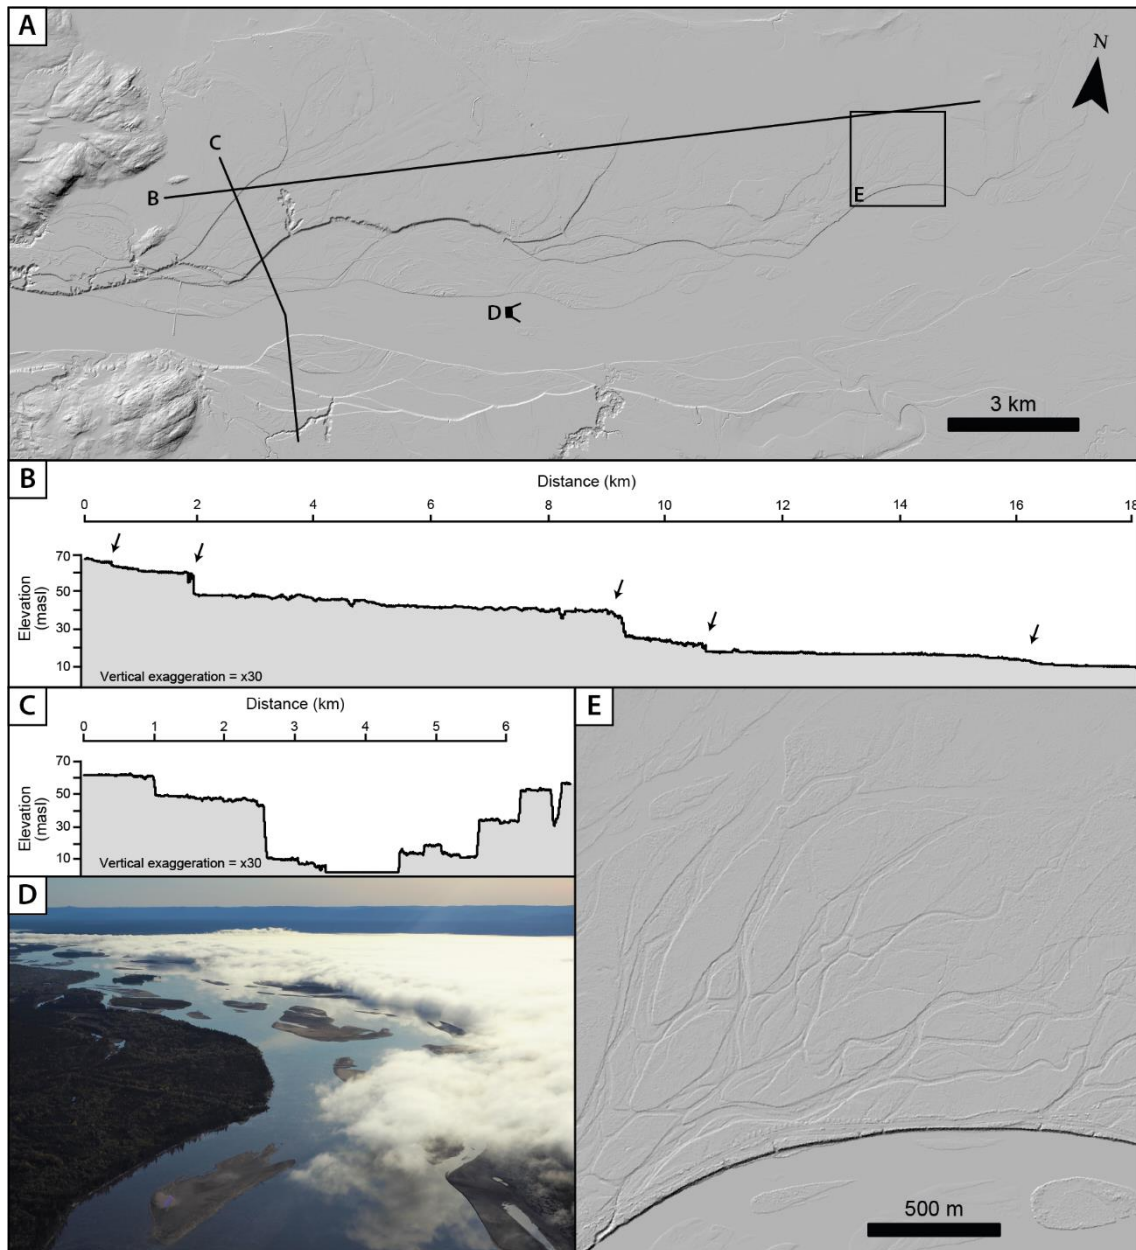 A
N
C
B
E
D
3 km
B
Distance (km)
0 2 4 6 8 10 12 14 16 18
70
50
30
10
Elevation
(masl)
Vertical exaggeration = x30
C
Distance (km)
0 1 2 3 4 5 6
70
50
30
10
Elevation
(masl)
Vertical exaggeration = x30
D
E
500 m